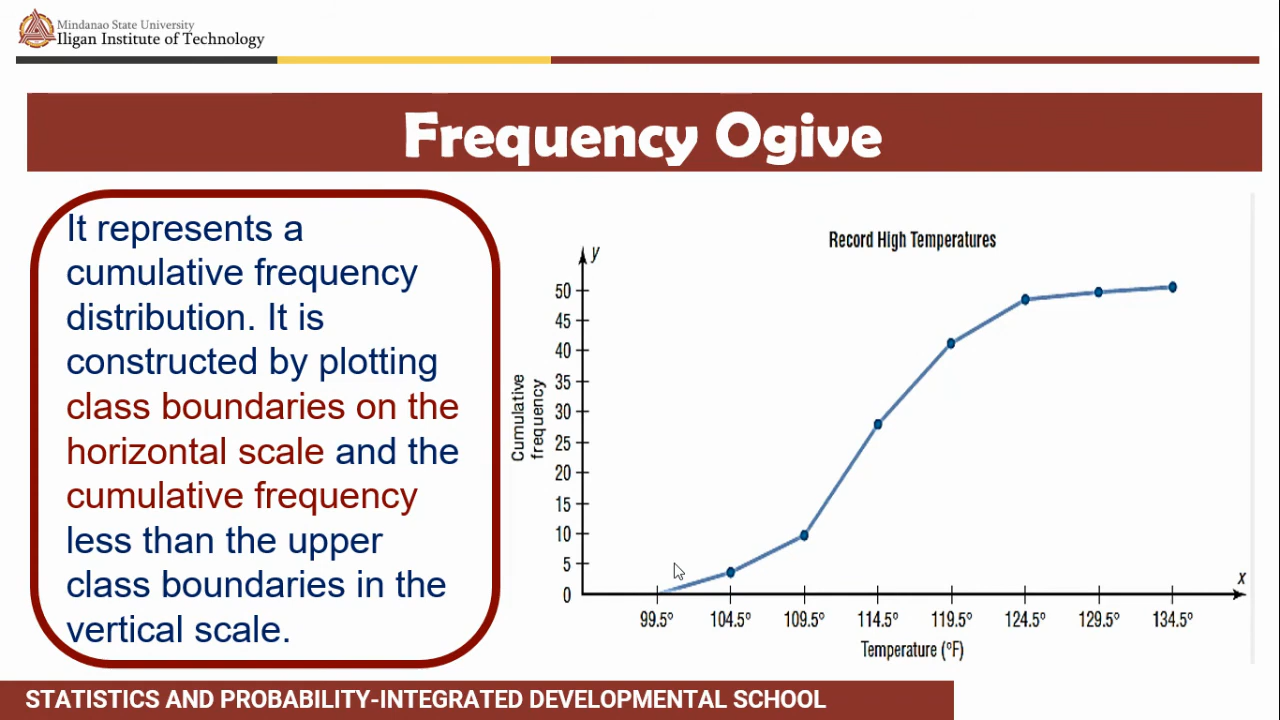 Mindanao State University
Iligan Institute of Technology
Frequency Ogive
It represents a
cumulative frequency
distribution. It is
constructed by plotting
class boundaries on the
horizontal scale and the
cumulative frequency
less than the upper
class boundaries in the
vertical scale.
Record High Temperatures
y
50
45
40
35
30
25
20
15
10
5
0
Cumulative
frequency
x
99.5° 104.5° 109.5° 114.5° 119.5° 124.5° 129.5° 134.5°
Temperature (°F)
STATISTICS AND PROBABILITY-INTEGRATED DEVELOPMENTAL SCHOOL